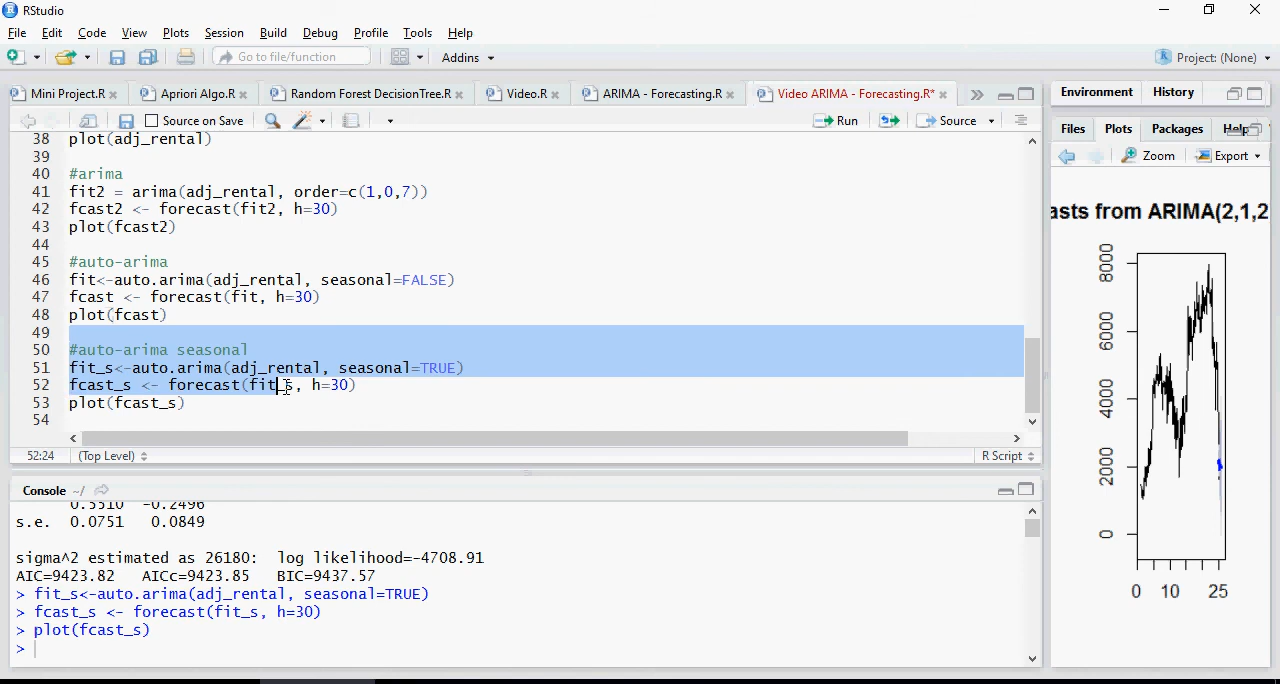 RStudio
File Edit Code View Plots Session Build Debug Profile Tools Help
Go to file/function Addins Project: (None)
Mini Project.R Apriori Algo.R Random Forest DecisionTree.R Video.R ARIMA - Forecasting.R Video ARIMA - Forecasting.R*
Source on Save Run Source
38 plot(adj_rental)
39
40 #arima
41 fit2 = arima(adj_rental, order=c(1,0,7))
42 fcast2 <- forecast(fit2, h=30)
43 plot(fcast2)
44
45 #auto-arima
46 fit<-auto.arima(adj_rental, seasonal=FALSE)
47 fcast <- forecast(fit, h=30)
48 plot(fcast)
49
50 #auto-arima seasonal
51 fit_s<-auto.arima(adj_rental, seasonal=TRUE)
52 fcast_s <- forecast(fit_s, h=30)
53 plot(fcast_s)
54
52:24 (Top Level) R Script
Console ~/
0.5510 -0.2496
s.e. 0.0751 0.0849
sigma^2 estimated as 26180: log likelihood=-4708.91
AIC=9423.82 AICc=9423.85 BIC=9437.57
> fit_s<-auto.arima(adj_rental, seasonal=TRUE)
> fcast_s <- forecast(fit_s, h=30)
> plot(fcast_s)
>
Environment History
Files Plots Packages Help
Zoom Export
asts from ARIMA(2,1,2
8000
6000
4000
2000
0
0 10 25